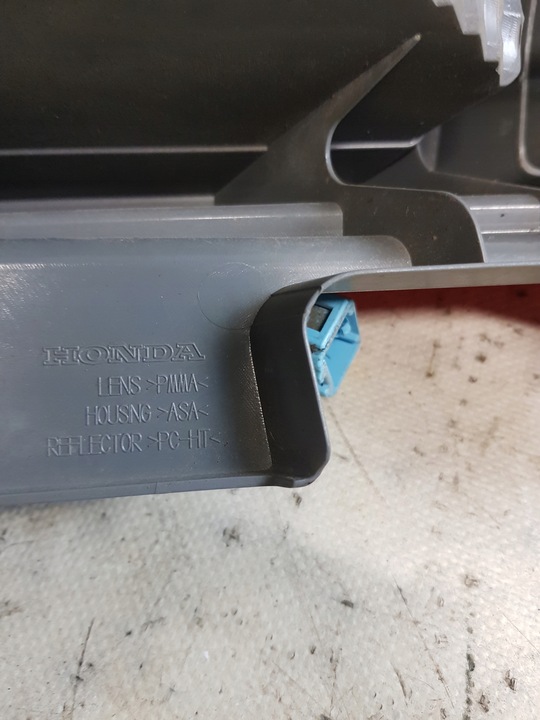 HONDA
LENS >PMMA<
HOUSNG >ASA<
REFLECTOR >PC-HT<